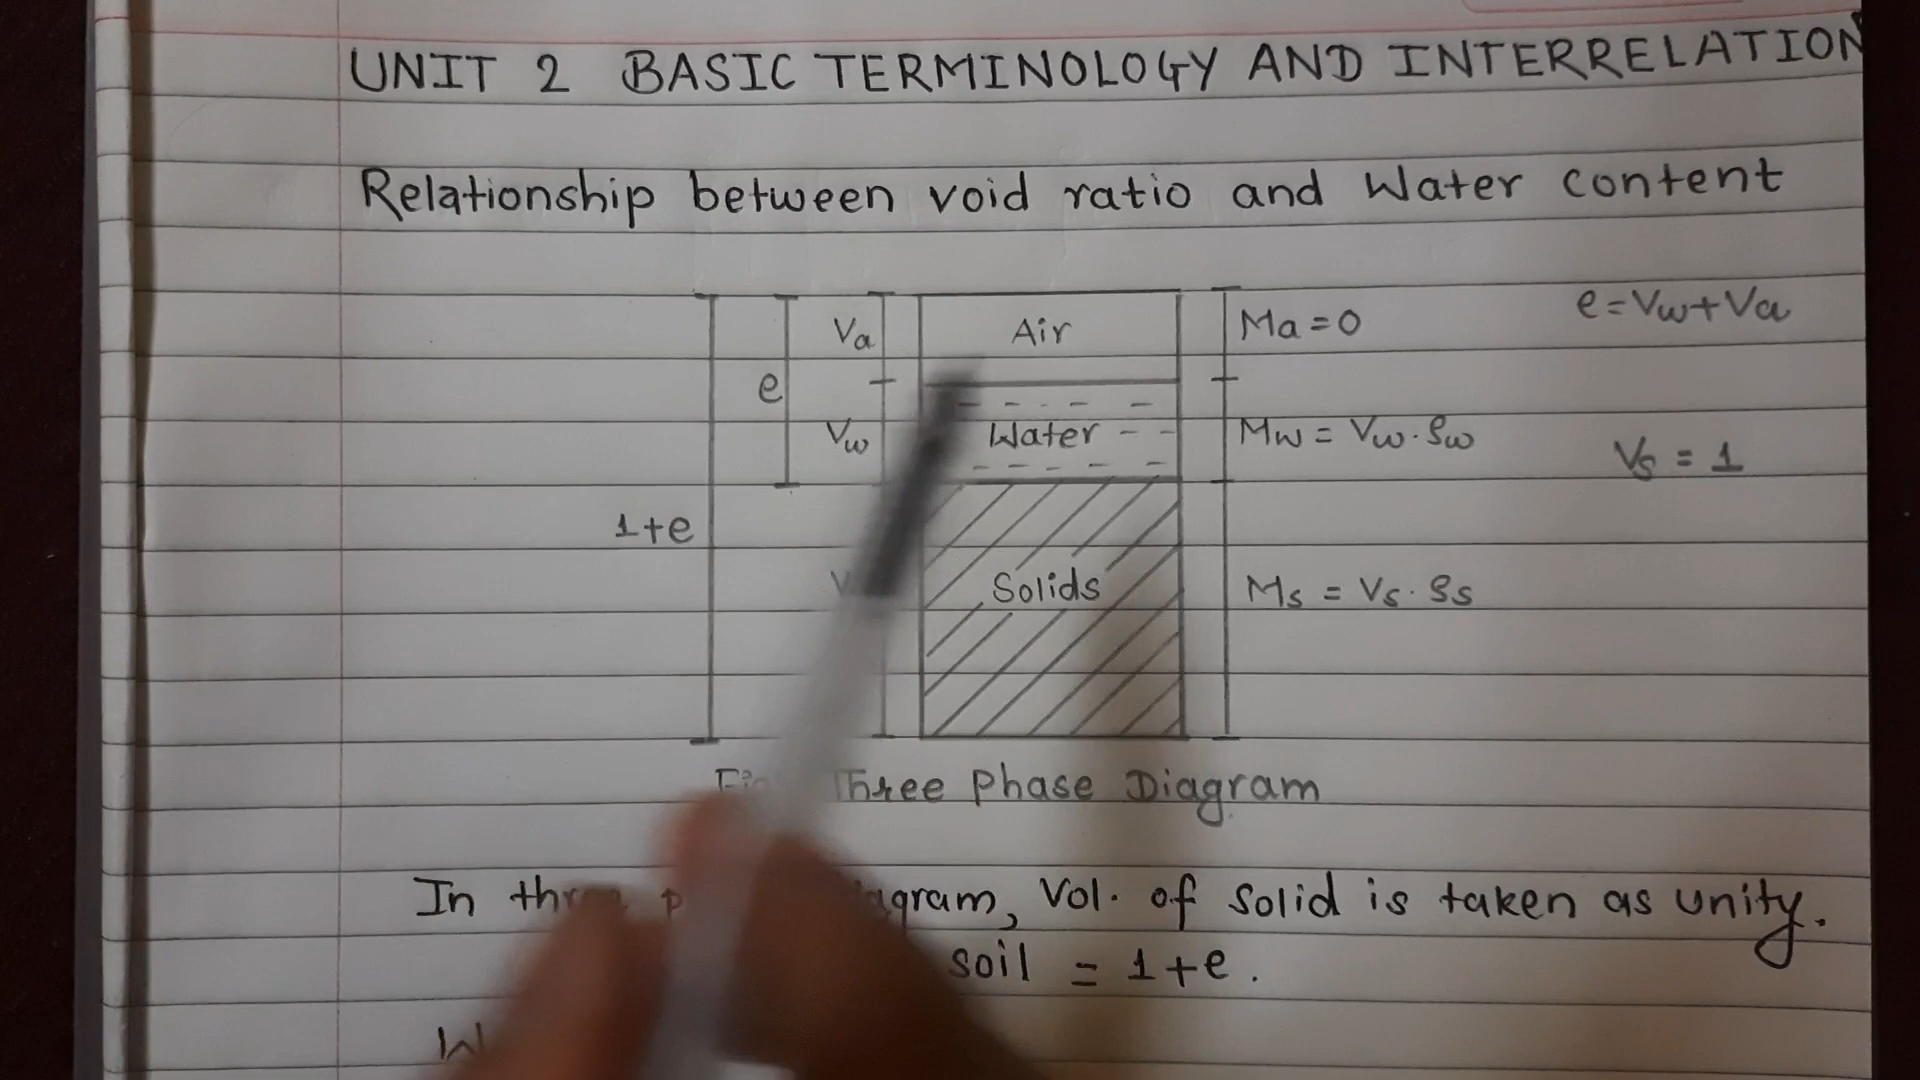 UNIT 2 BASIC TERMINOLOGY AND INTERRELATION
Relationship between void ratio and Water content
Va
Air
Ma=0
e=Vw+Va
e
Vw
Water
Mw = Vw·ρw
Vs = 1
1+e
Solids
Ms = Vs·ρs
Three Phase Diagram
In Vol. of Solid is taken as unity.
soil = 1+e.